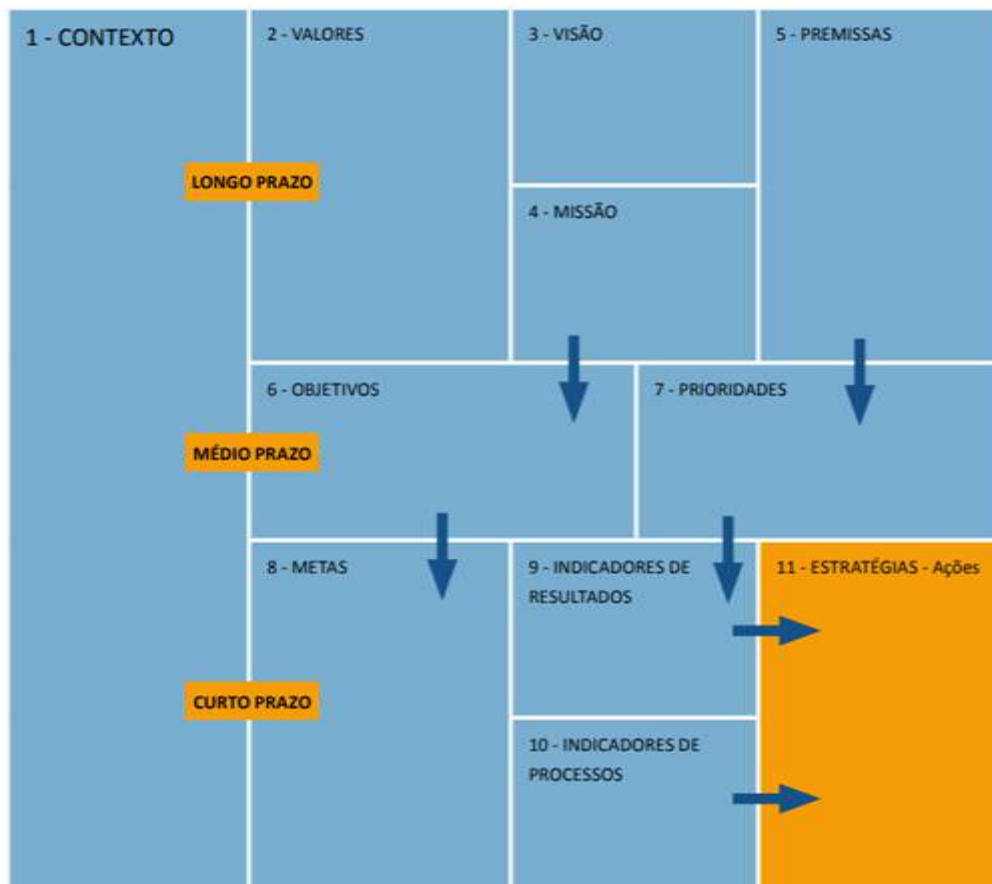 1 - CONTEXTO
2 - VALORES
3 - VISÃO
5 - PREMISSAS
LONGO PRAZO
4 - MISSÃO
6 - OBJETIVOS
7 - PRIORIDADES
MÉDIO PRAZO
8 - METAS
9 - INDICADORES DE
RESULTADOS
11 - ESTRATÉGIAS - Ações
CURTO PRAZO
10 - INDICADORES DE
PROCESSOS